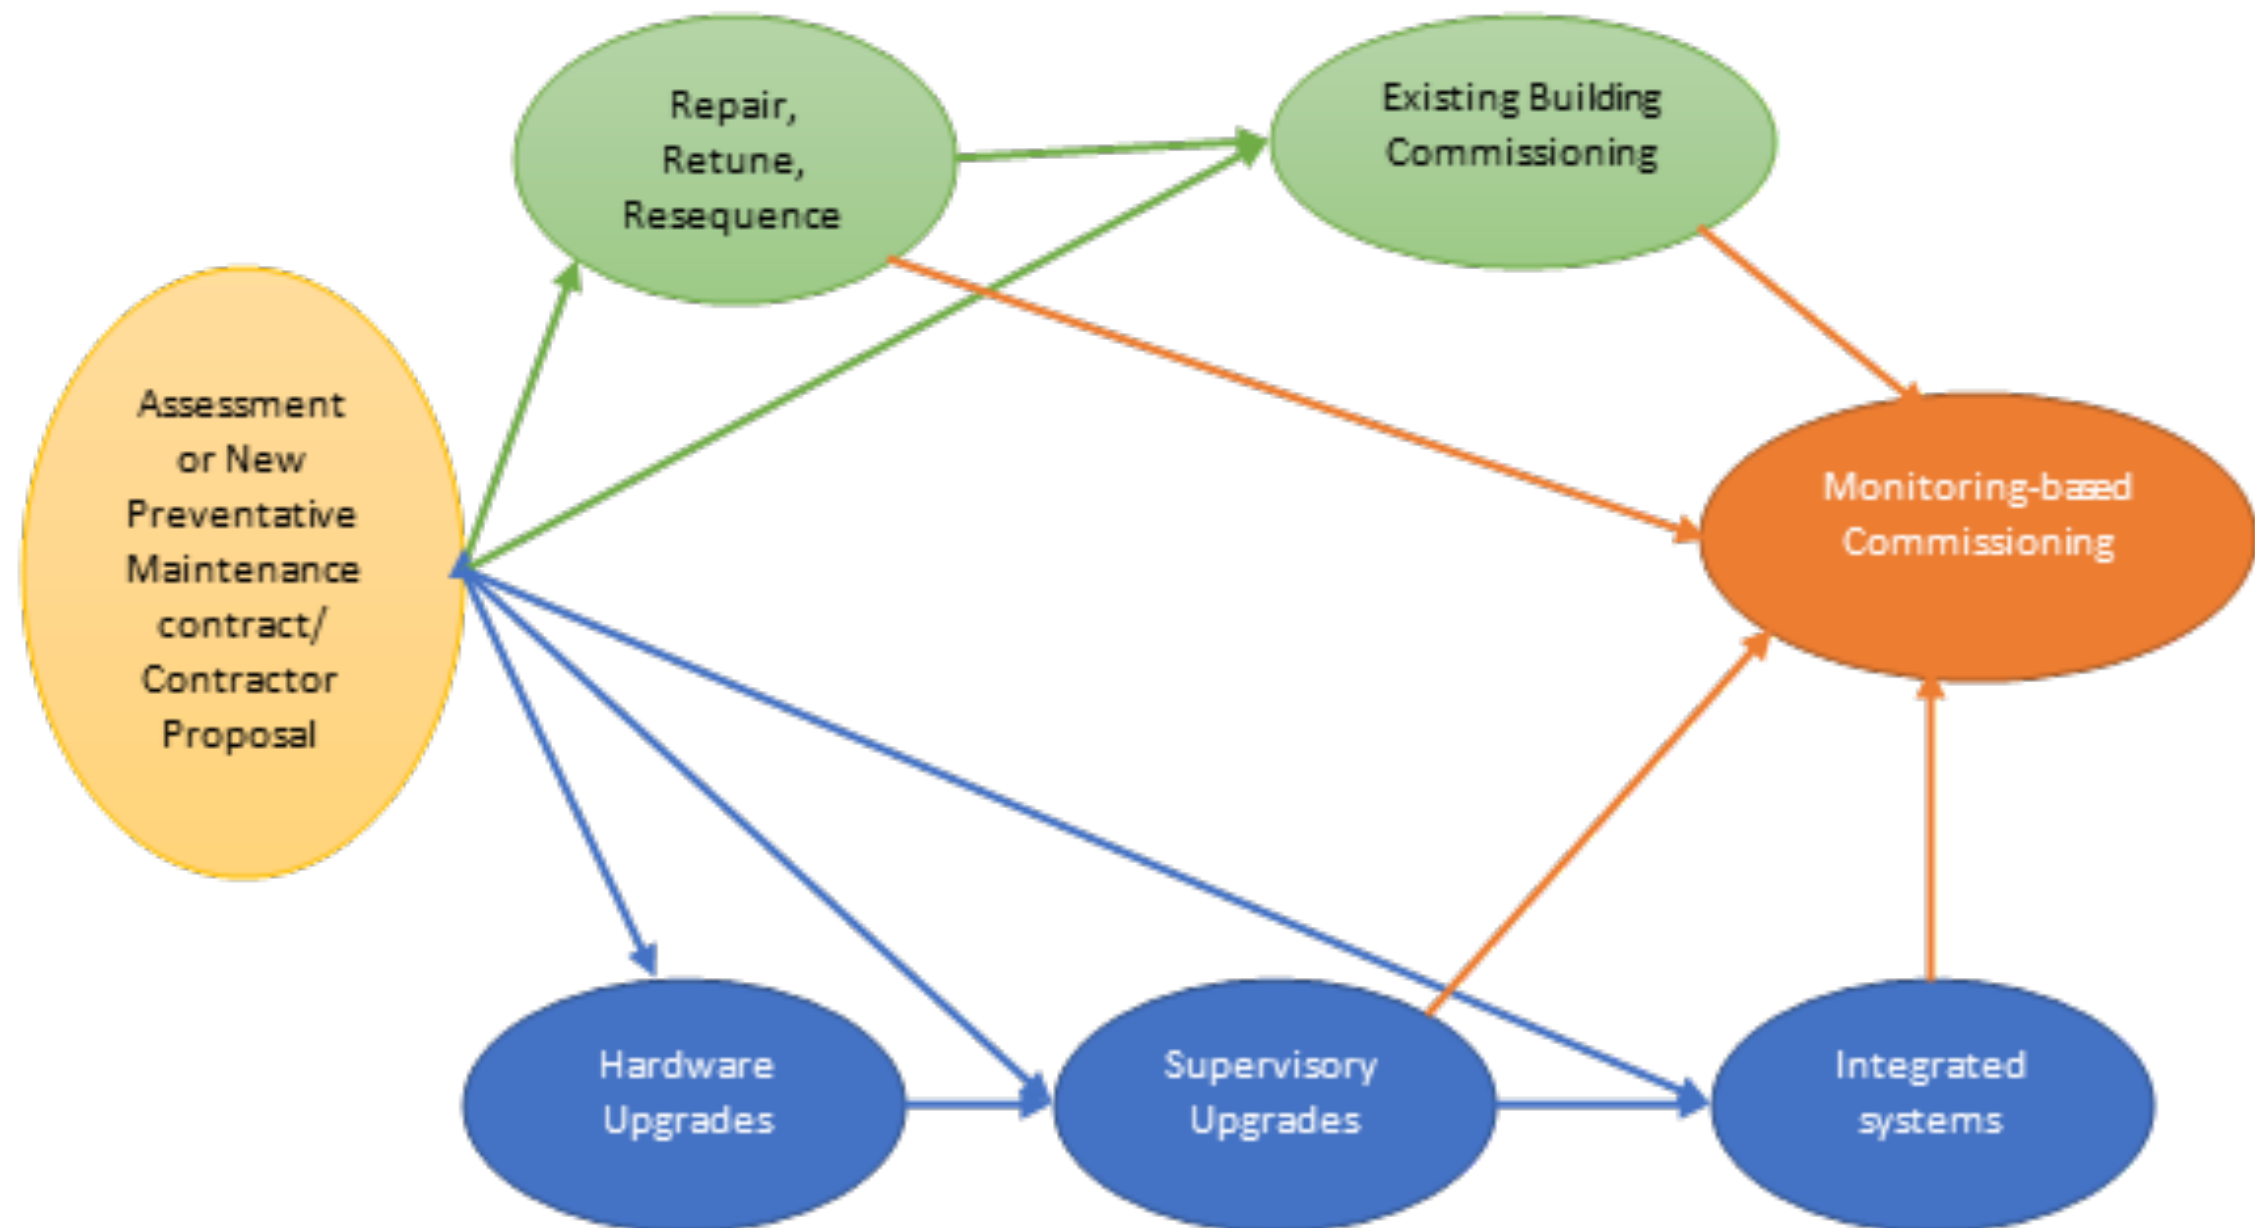 Repair,
Retune,
Resequence
Existing Building
Commissioning
Assessment
or New
Preventative
Maintenance
contract/
Contractor
Proposal
Monitoring-based
Commissioning
Hardware
Upgrades
Supervisory
Upgrades
Integrated
systems